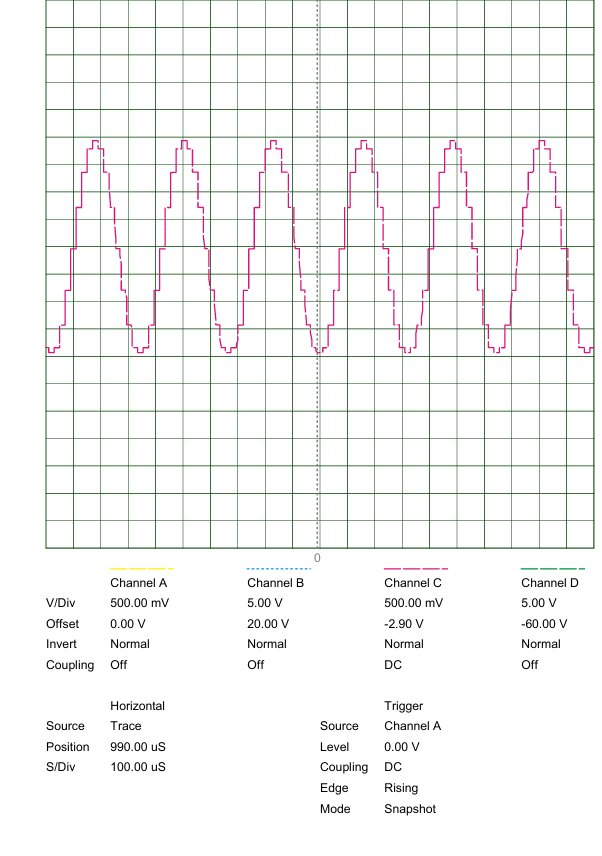 0
Channel A Channel B Channel C Channel D
V/Div 500.00 mV 5.00 V 500.00 mV 5.00 V
Offset 0.00 V 20.00 V -2.90 V -60.00 V
Invert Normal Normal Normal Normal
Coupling Off Off DC Off
Horizontal Trigger
Source Trace Source Channel A
Position 990.00 uS Level 0.00 V
S/Div 100.00 uS Coupling DC
Edge Rising
Mode Snapshot